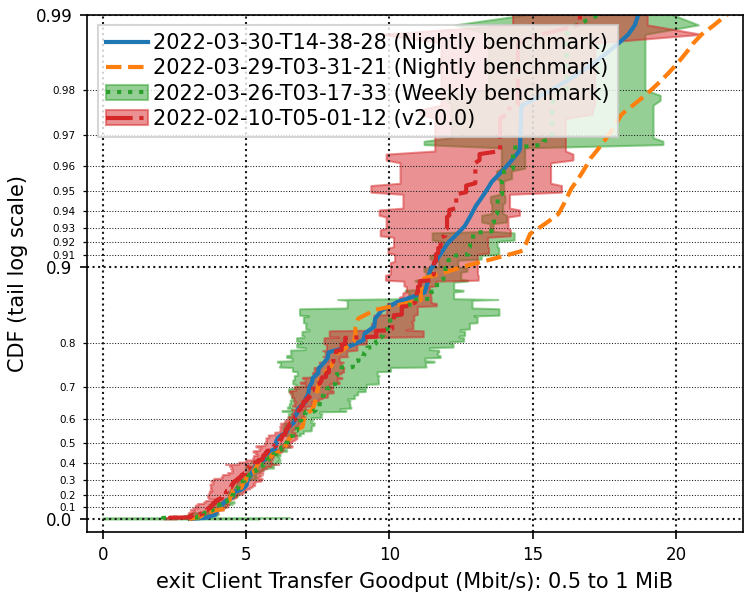 0.99
2022-03-30-T14-38-28 (Nightly benchmark)
2022-03-29-T03-31-21 (Nightly benchmark)
2022-03-26-T03-17-33 (Weekly benchmark)
2022-02-10-T05-01-12 (v2.0.0)
0.98
0.97
0.96
0.95
0.94
0.93
0.92
0.91
0.9
0.8
0.7
0.6
0.5
0.4
0.3
0.2
0.1
0.0
CDF (tail log scale)
0 5 10 15 20
exit Client Transfer Goodput (Mbit/s): 0.5 to 1 MiB